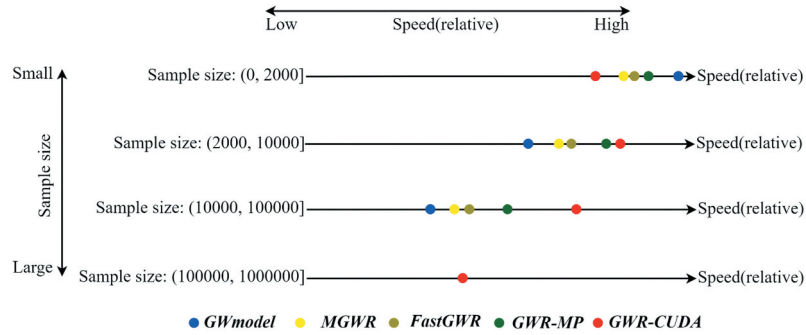 Low Speed(relative) High
Small Sample size: (0, 2000] Speed(relative)
Sample size: (2000, 10000] Speed(relative)
Sample size
Sample size: (10000, 100000] Speed(relative)
Large Sample size: (100000, 1000000] Speed(relative)
GWmodel MGWR FastGWR GWR-MP GWR-CUDA